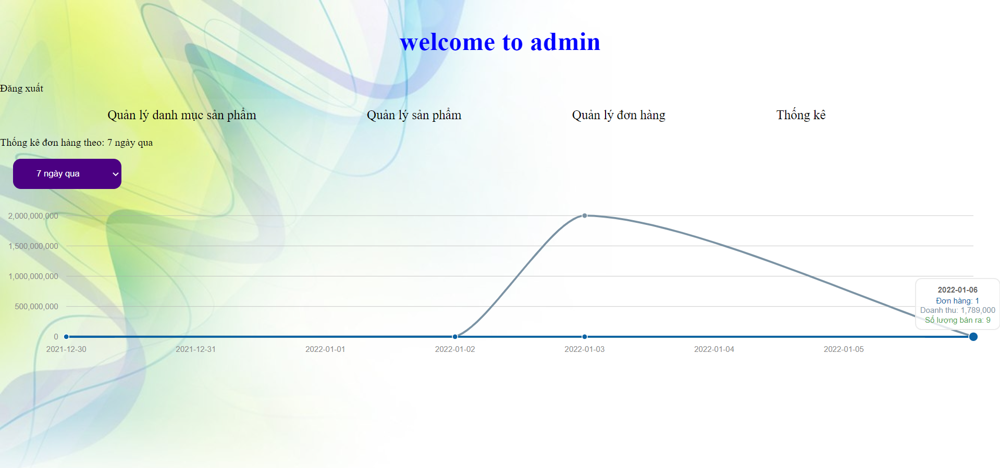 welcome to admin
Đăng xuất
Quản lý danh mục sản phẩm Quản lý sản phẩm Quản lý đơn hàng Thống kê
Thống kê đơn hàng theo: 7 ngày qua
7 ngày qua
2,000,000,000
1,500,000,000
1,000,000,000
500,000,000
0
2022-01-06
Đơn hàng: 1
Doanh thu: 1,789,000
Số lượng bán ra: 9
2021-12-30 2021-12-31 2022-01-01 2022-01-02 2022-01-03 2022-01-04 2022-01-05